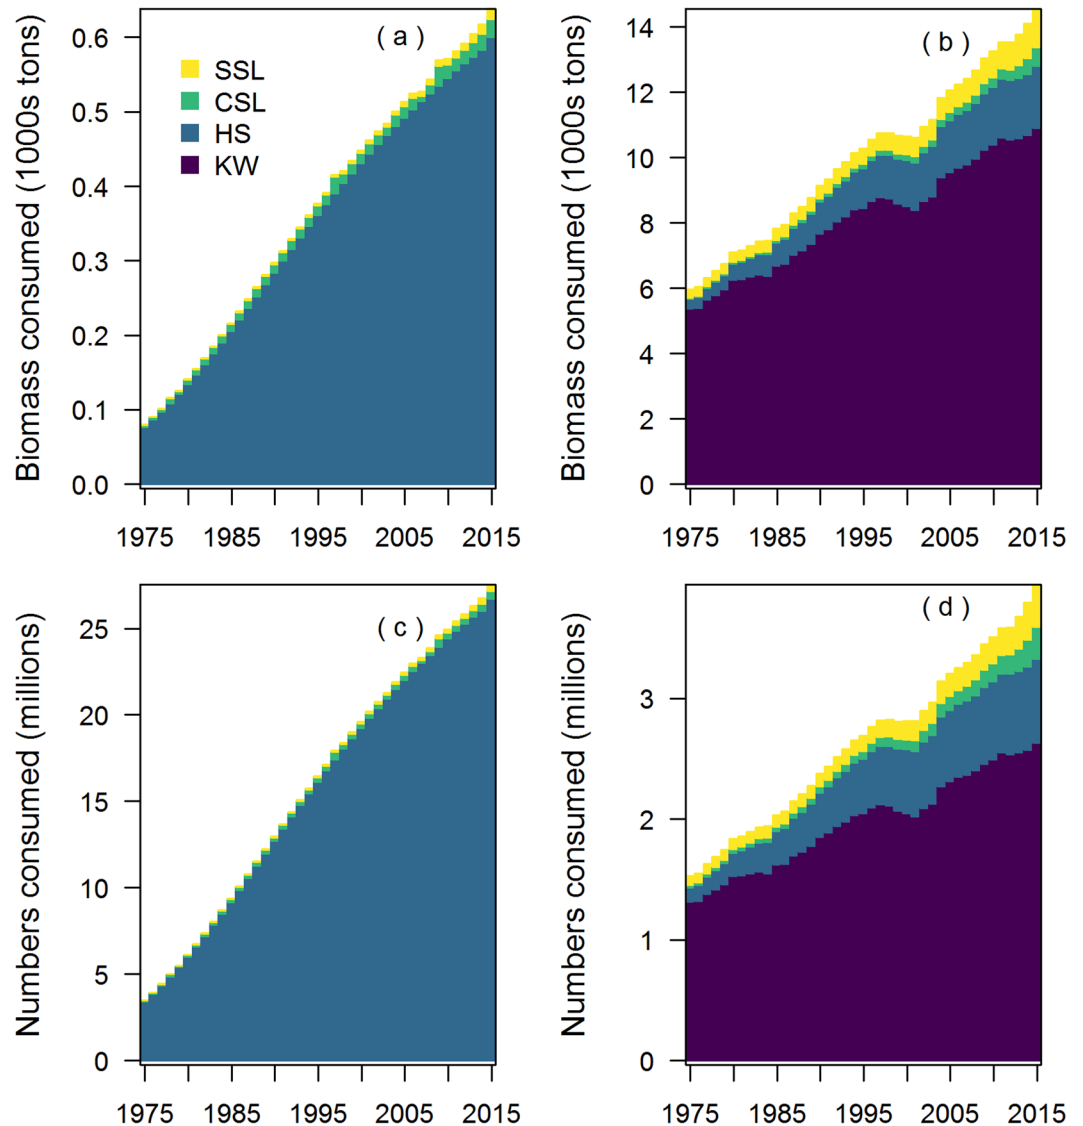 Biomass consumed (1000s tons)
0.6
0.5
0.4
0.3
0.2
0.1
0.0
( a )
SSL
CSL
HS
KW
1975 1985 1995 2005 2015
Biomass consumed (1000s tons)
14
12
10
8
6
4
2
0
( b )
1975 1985 1995 2005 2015
Numbers consumed (millions)
25
20
15
10
5
0
( c )
1975 1985 1995 2005 2015
Numbers consumed (millions)
3
2
1
0
( d )
1975 1985 1995 2005 2015